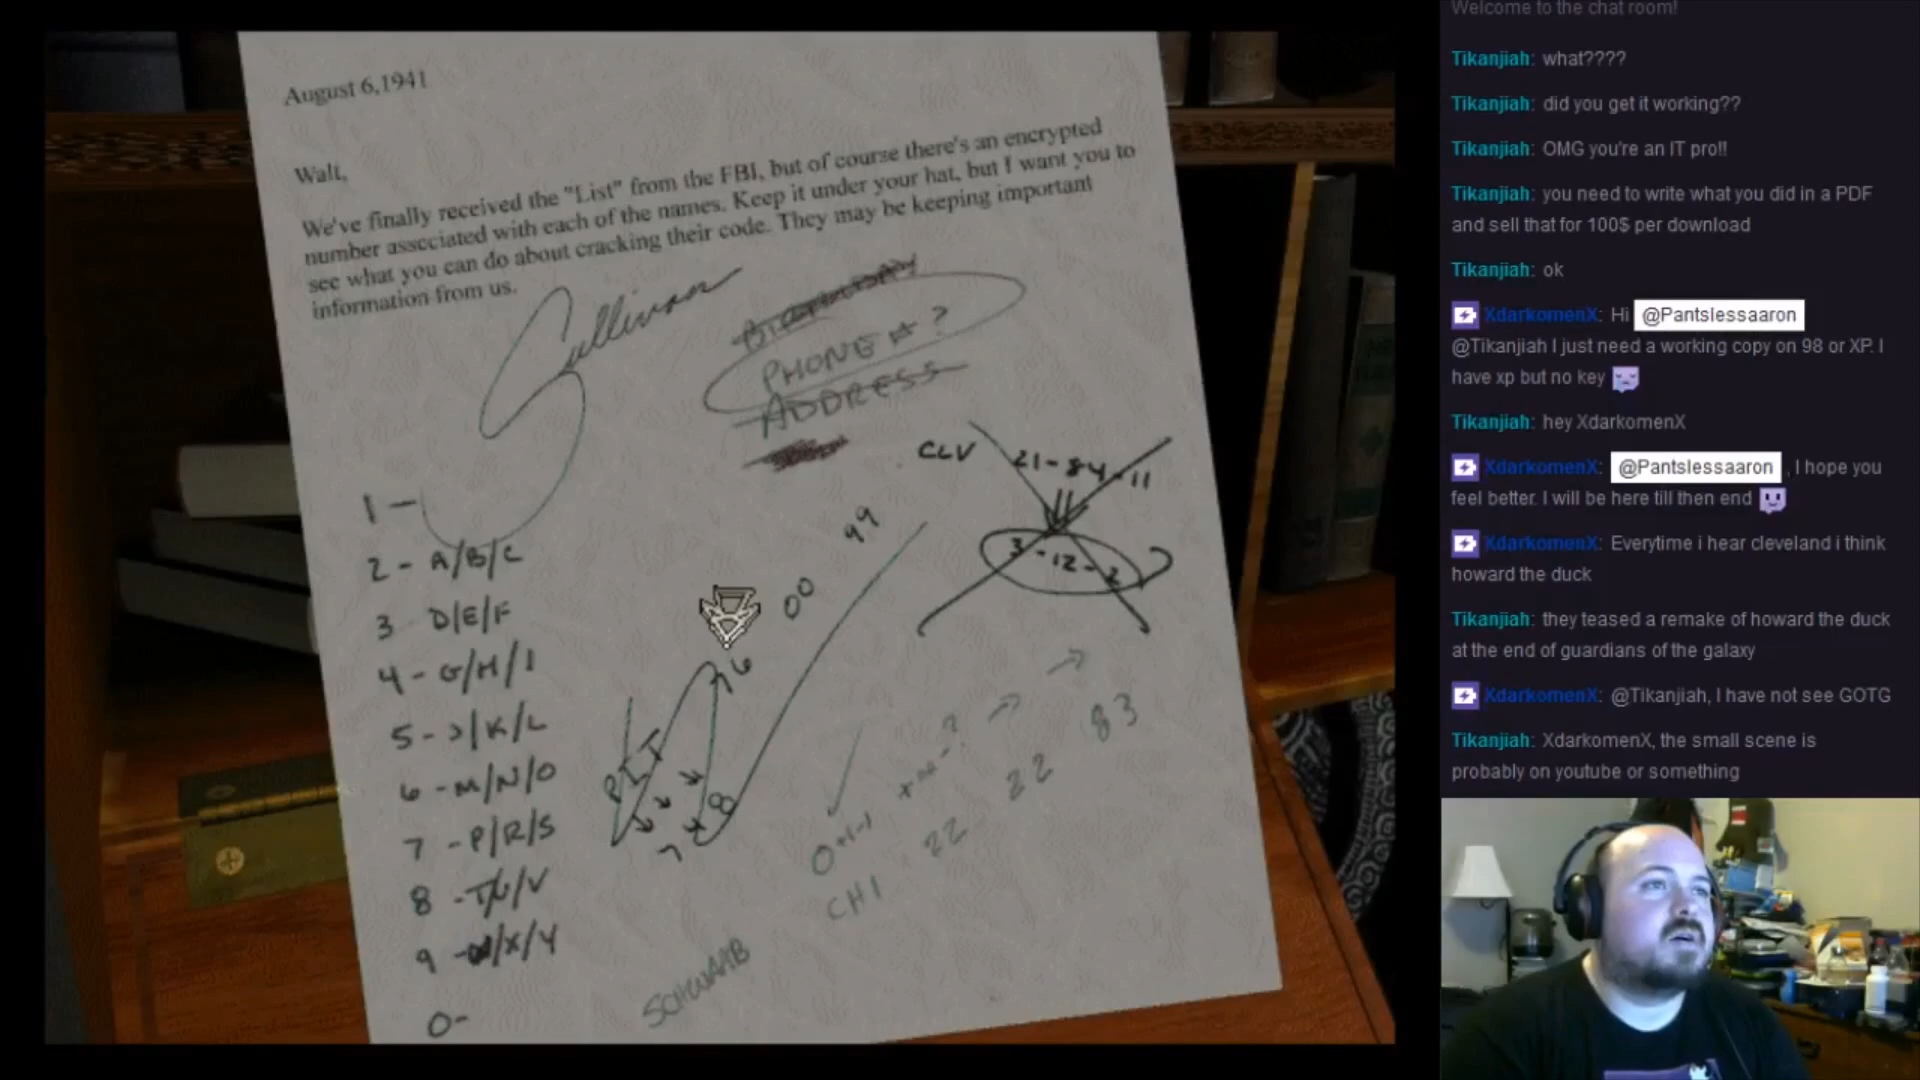 August 6,1941
Walt,
We've finally received the "List" from the FBI, but of course there's an encrypted
number associated with each of the names. Keep it under your hat, but I want you to
see what you can do about cracking their code. They may be keeping important
information from us.
Sullivan
PHONE # ?
ADDRESS
CLV 21-84-11
3-12-2
99
00
1 -
2 - A/B/C
3 D/E/F
4 - G/H/I
5 - J/K/L
6 - M/N/O
7 - P/R/S
8 - T/U/V
9 - W/X/Y
0 -
6
PIT
8
7
0 +1-1
CHI 22 22 83
SCHWAAB
Welcome to the chat room!
Tikanjiah: what????
Tikanjiah: did you get it working??
Tikanjiah: OMG you're an IT pro!!
Tikanjiah: you need to write what you did in a PDF
and sell that for 100$ per download
Tikanjiah: ok
XdarkomenX: Hi @Pantslessaaron
@Tikanjiah I just need a working copy on 98 or XP. I
have xp but no key
Tikanjiah: hey XdarkomenX
XdarkomenX: @Pantslessaaron , I hope you
feel better. I will be here till then end
XdarkomenX: Everytime i hear cleveland i think
howard the duck
Tikanjiah: they teased a remake of howard the duck
at the end of guardians of the galaxy
XdarkomenX: @Tikanjiah, I have not see GOTG
Tikanjiah: XdarkomenX, the small scene is
probably on youtube or something